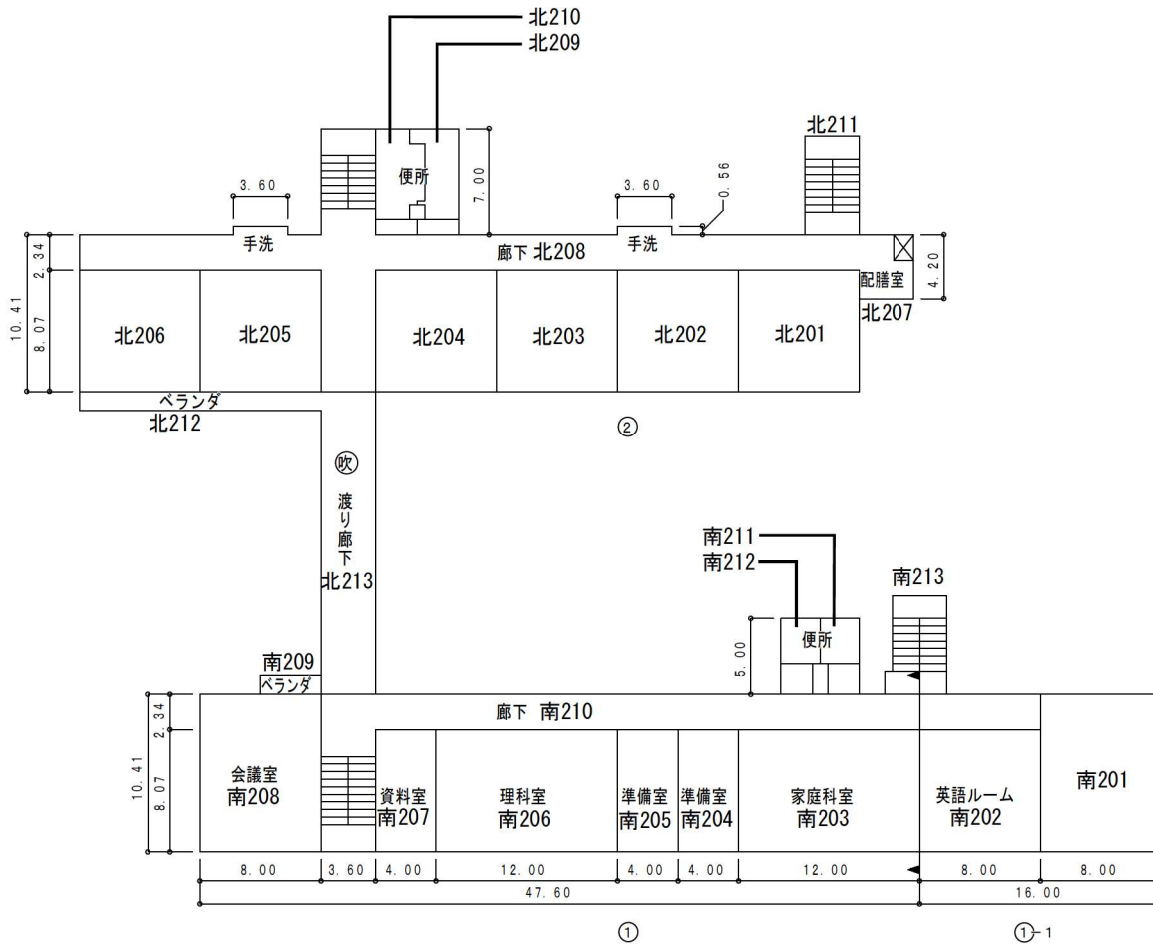 北210
北209
北211
便所
3. 60
7. 00
3. 60
0. 56
手洗
手洗
廊下 北208
2. 34
8. 07
10. 41
4. 20
配膳室
北207
北206
北205
北204
北203
北202
北201
ベランダ
北212
②
吹
渡り廊下
北213
南211
南212
南213
便所
5. 00
南209
ベランダ
廊下 南210
2. 34
8. 07
10. 41
会議室
南208
資料室
南207
理科室
南206
準備室
南205
準備室
南204
家庭科室
南203
英語ルーム
南202
南201
8. 00
3. 60
4. 00
12. 00
4. 00
4. 00
12. 00
8. 00
8. 00
47. 60
16. 00
①
①-1